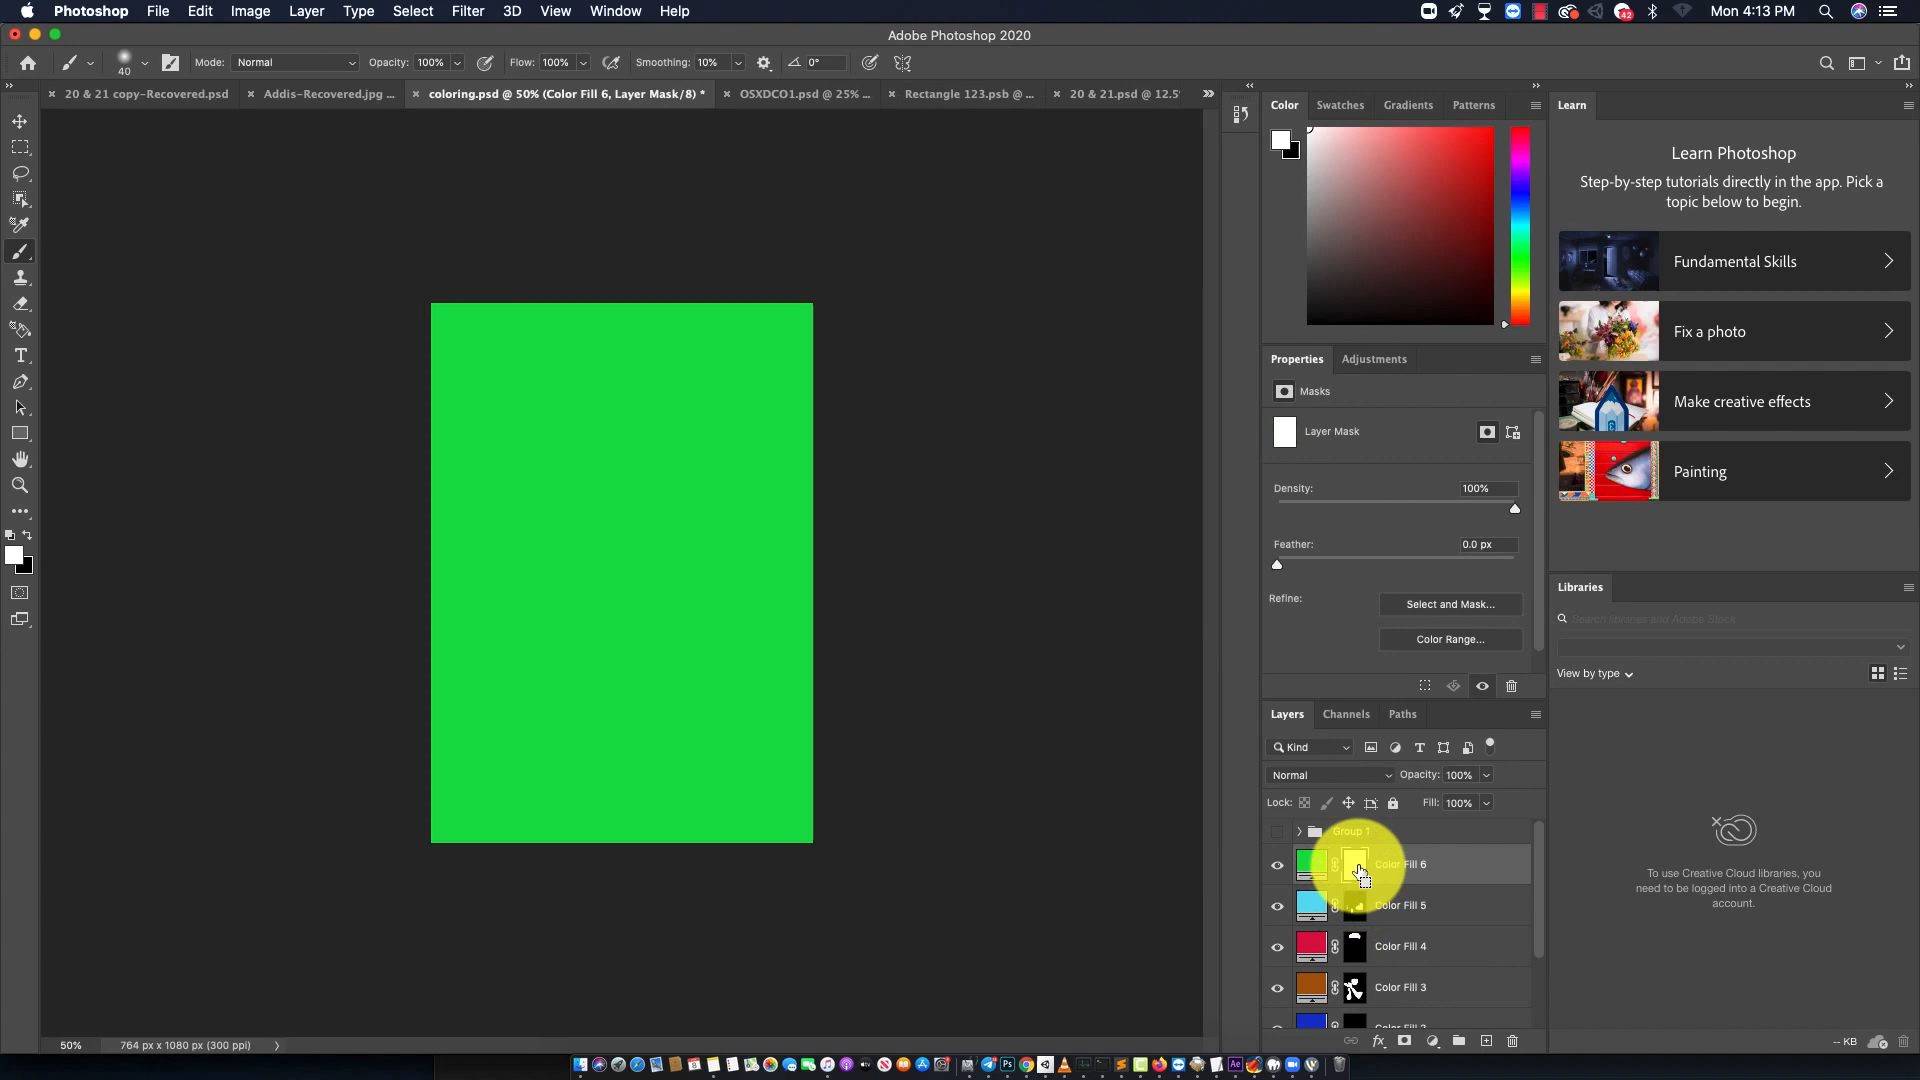 Photoshop File Edit Image Layer Type Select Filter 3D View Window Help 42 Mon 4:13 PM
Adobe Photoshop 2020
40 Mode: Normal Opacity: 100% Flow: 100% Smoothing: 10% 0°
20 & 21 copy-Recovered.psd Addis-Recovered.jpg ... coloring.psd @ 50% (Color Fill 6, Layer Mask/8) * OSXDCO1.psd @ 25% ... Rectangle 123.psb @ ... 20 & 21.psd @ 12.5%
Color Swatches Gradients Patterns
Learn
Learn Photoshop
Step-by-step tutorials directly in the app. Pick a
topic below to begin.
Fundamental Skills
Fix a photo
Make creative effects
Painting
Properties Adjustments
Masks
Layer Mask
Density: 100%
Feather: 0.0 px
Refine: Select and Mask...
Color Range...
Libraries
Search libraries and Adobe Stock
View by type
Layers Channels Paths
Kind
Normal Opacity: 100%
Lock: Fill: 100%
Group 1
Color Fill 6
Color Fill 5
Color Fill 4
Color Fill 3
Color Fill 2
To use Creative Cloud libraries, you
need to be logged into a Creative Cloud
account.
50% 764 px x 1080 px (300 ppi)
-- KB